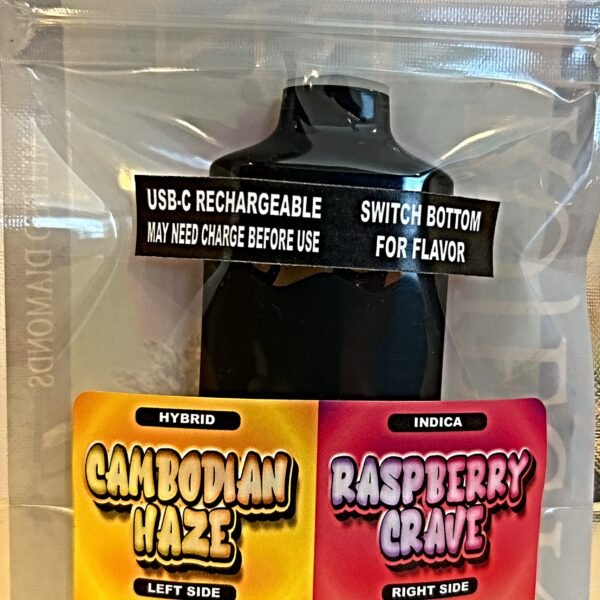 USB-C RECHARGEABLE
MAY NEED CHARGE BEFORE USE
SWITCH BOTTOM
FOR FLAVOR
DIAMONDS
HYBRID
CAMBODIAN
HAZE
LEFT SIDE
INDICA
RASPBERRY
CRAVE
RIGHT SIDE